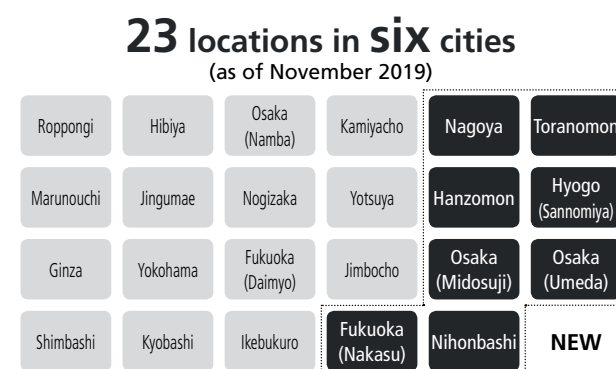 23 locations in six cities
(as of November 2019)
Roppongi
Hibiya
Osaka
(Namba)
Kamiyacho
Nagoya
Toranomon
Marunouchi
Jingumae
Nogizaka
Yotsuya
Hanzomon
Hyogo
(Sannomiya)
Ginza
Yokohama
Fukuoka
(Daimyo)
Jimbocho
Osaka
(Midosuji)
Osaka
(Umeda)
Shimbashi
Kyobashi
Ikebukuro
Fukuoka
(Nakasu)
Nihonbashi
NEW